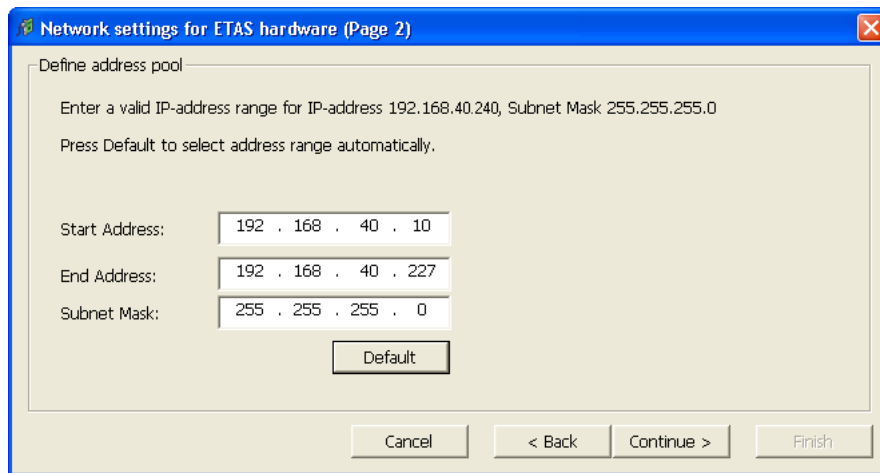 Network settings for ETAS hardware (Page 2)
Define address pool
Enter a valid IP-address range for IP-address 192.168.40.240, Subnet Mask 255.255.255.0
Press Default to select address range automatically.
Start Address: 192 . 168 . 40 . 10
End Address: 192 . 168 . 40 . 227
Subnet Mask: 255 . 255 . 255 . 0
Default
Cancel < Back Continue > Finish